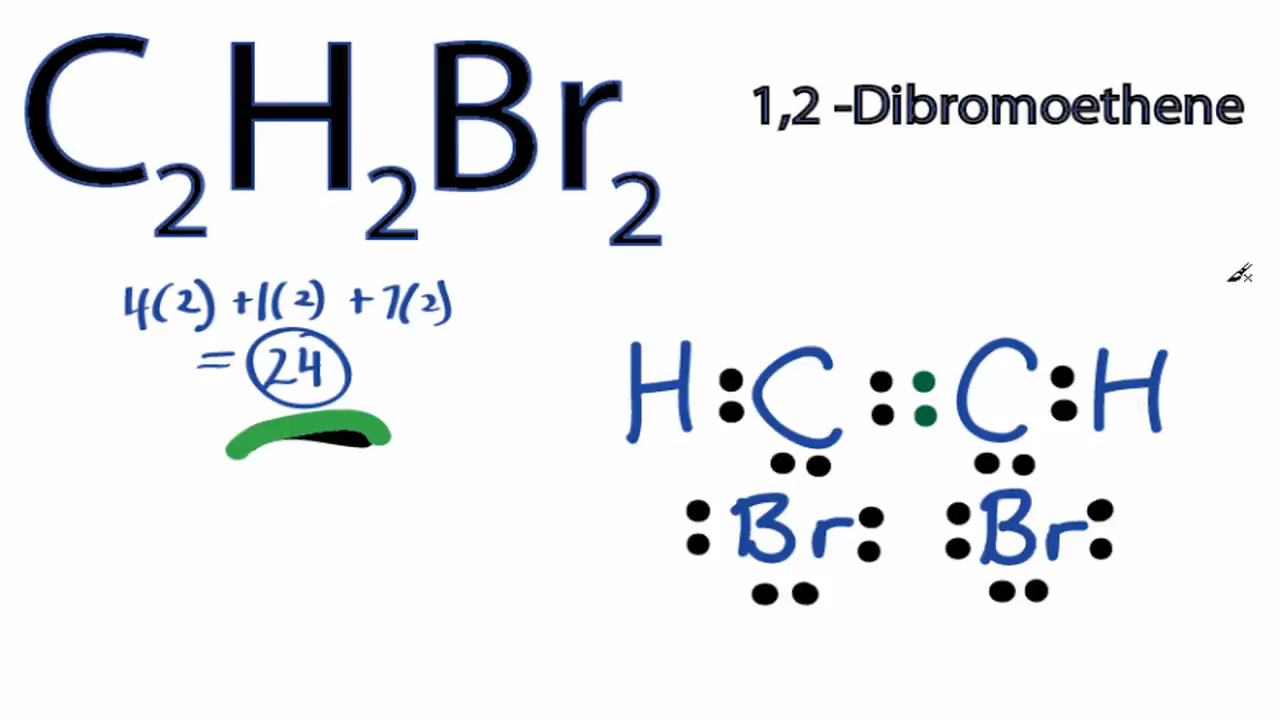 C2H2Br2
1,2 -Dibromoethene
4(2) +1(2) +7(2)
= 24
H C C H
Br Br